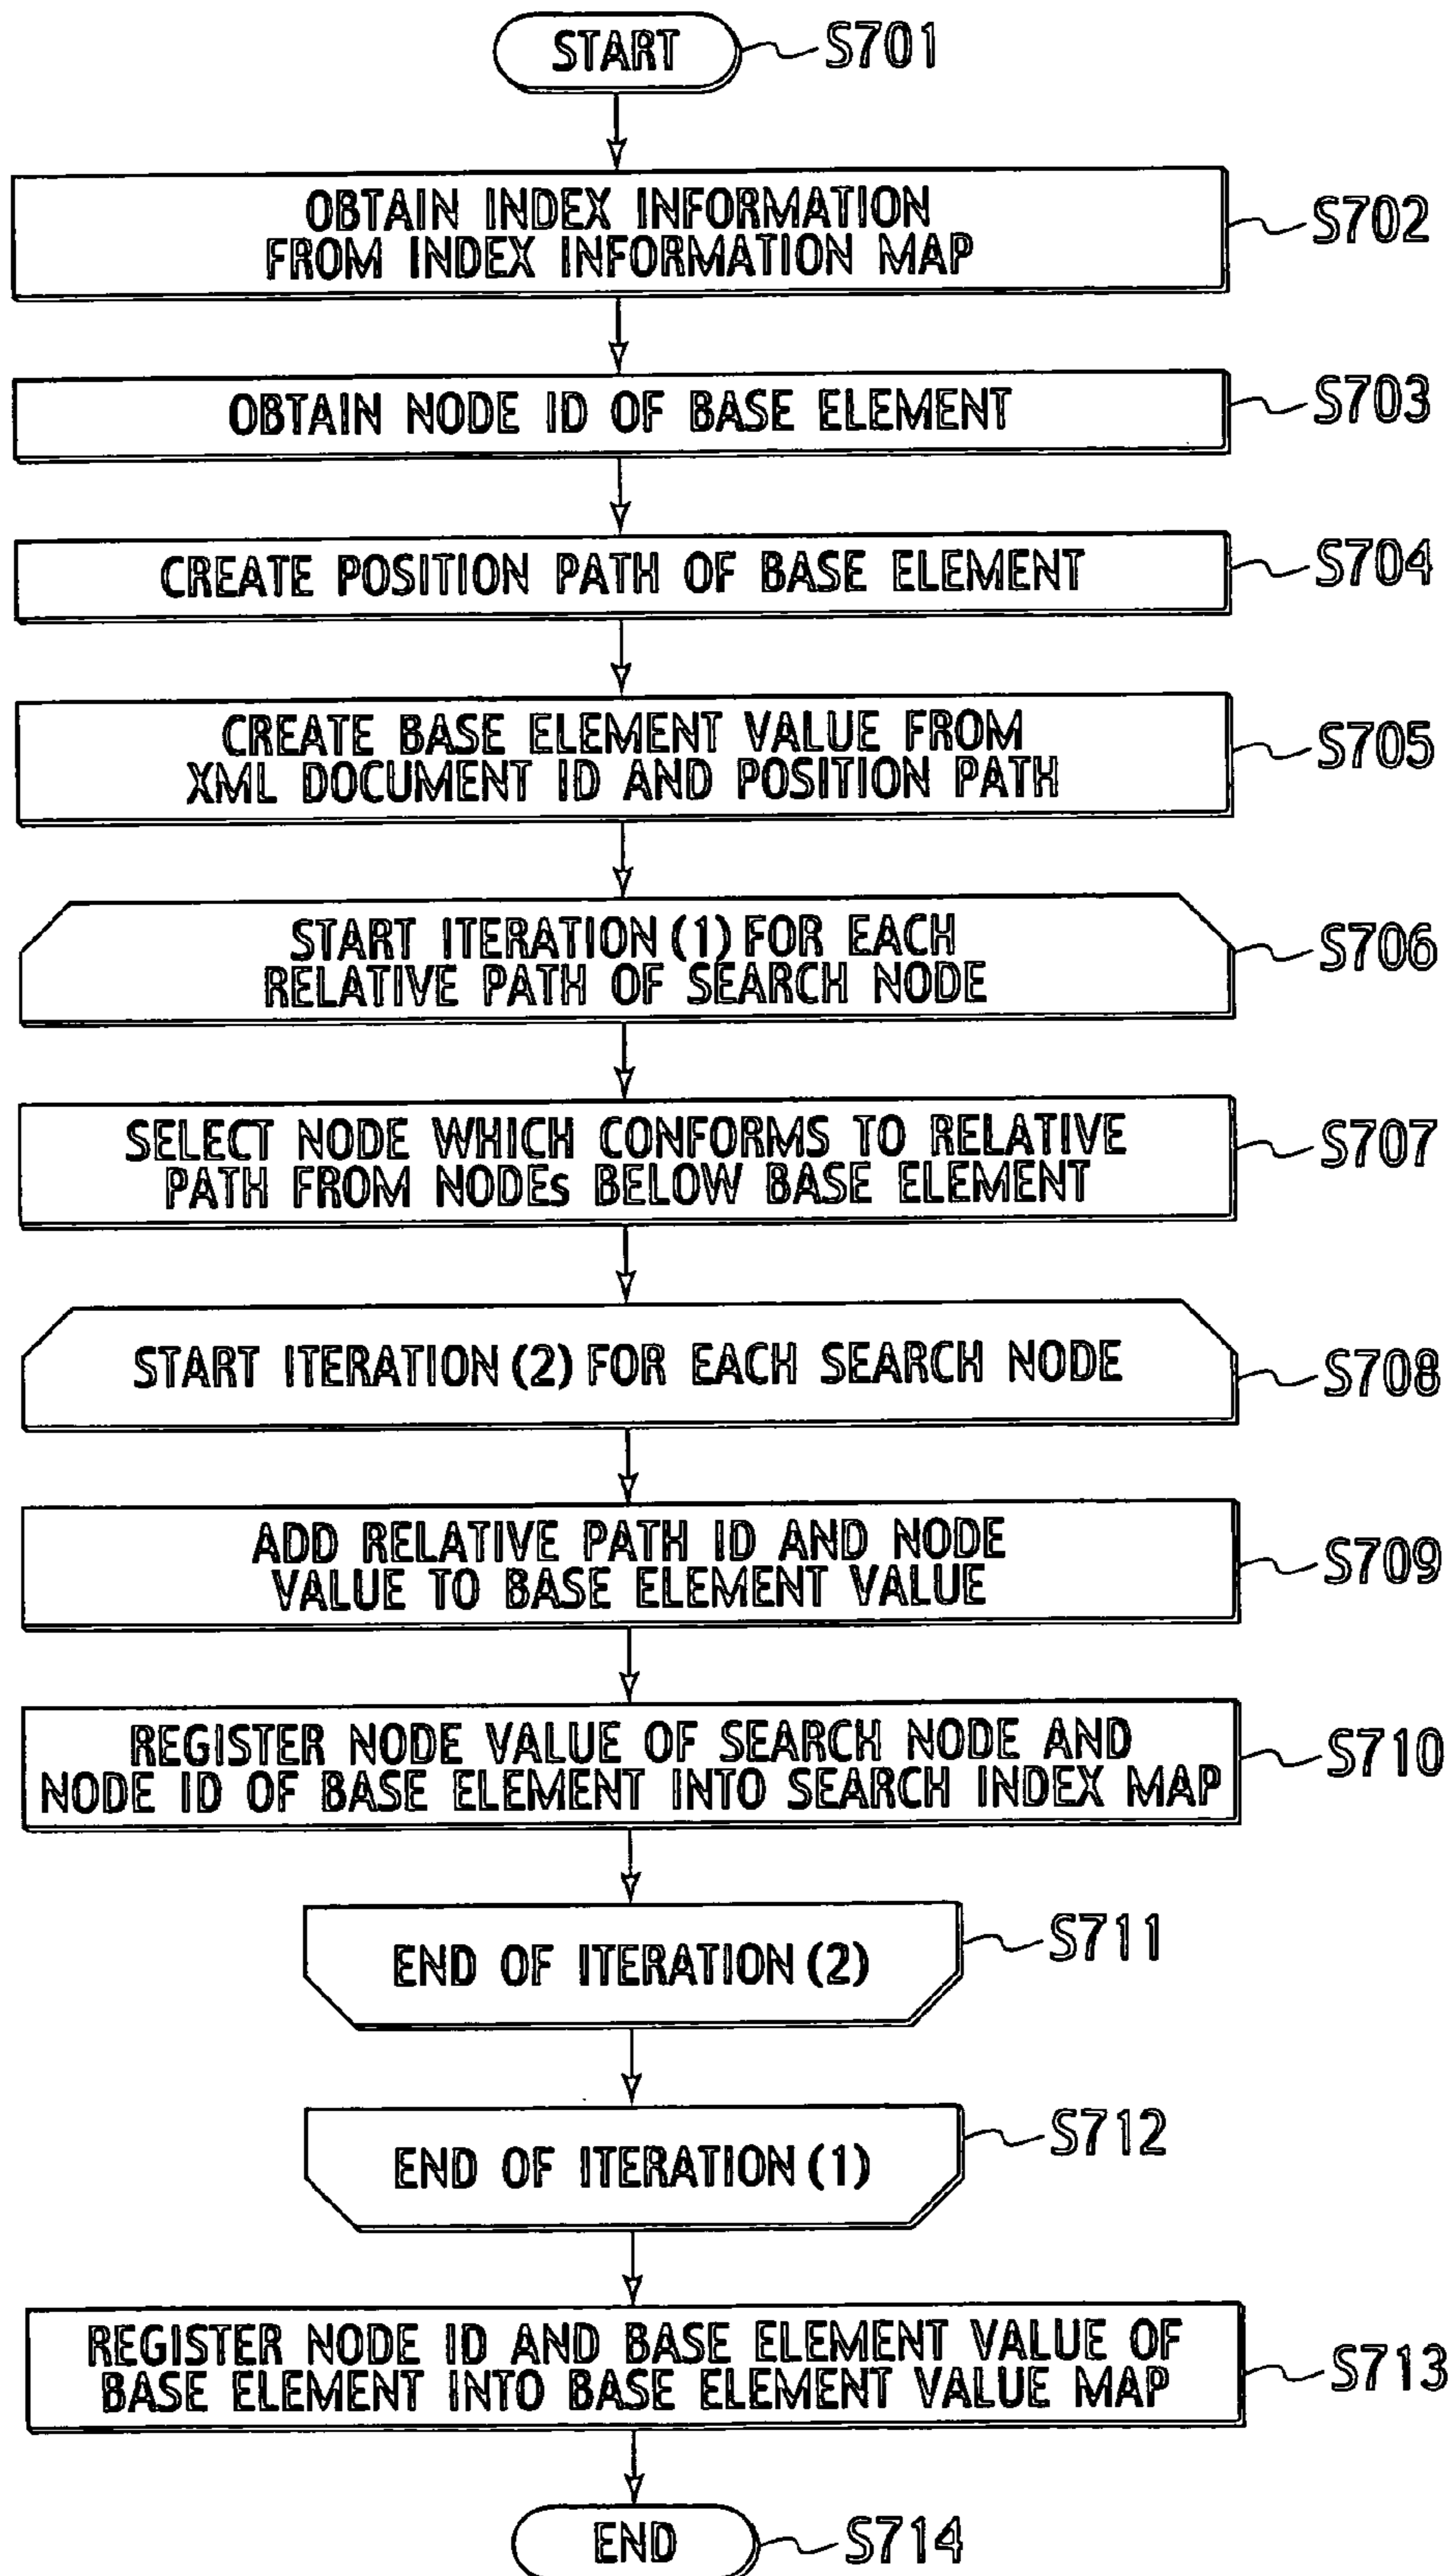 START
S701
OBTAIN INDEX INFORMATION
FROM INDEX INFORMATION MAP
S702
OBTAIN NODE ID OF BASE ELEMENT
S703
CREATE POSITION PATH OF BASE ELEMENT
S704
CREATE BASE ELEMENT VALUE FROM
XML DOCUMENT ID AND POSITION PATH
S705
START ITERATION (1) FOR EACH
RELATIVE PATH OF SEARCH NODE
S706
SELECT NODE WHICH CONFORMS TO RELATIVE
PATH FROM NODEs BELOW BASE ELEMENT
S707
START ITERATION (2) FOR EACH SEARCH NODE
S708
ADD RELATIVE PATH ID AND NODE
VALUE TO BASE ELEMENT VALUE
S709
REGISTER NODE VALUE OF SEARCH NODE AND
NODE ID OF BASE ELEMENT INTO SEARCH INDEX MAP
S710
END OF ITERATION (2)
S711
END OF ITERATION (1)
S712
REGISTER NODE ID AND BASE ELEMENT VALUE OF
BASE ELEMENT INTO BASE ELEMENT VALUE MAP
S713
END
S714